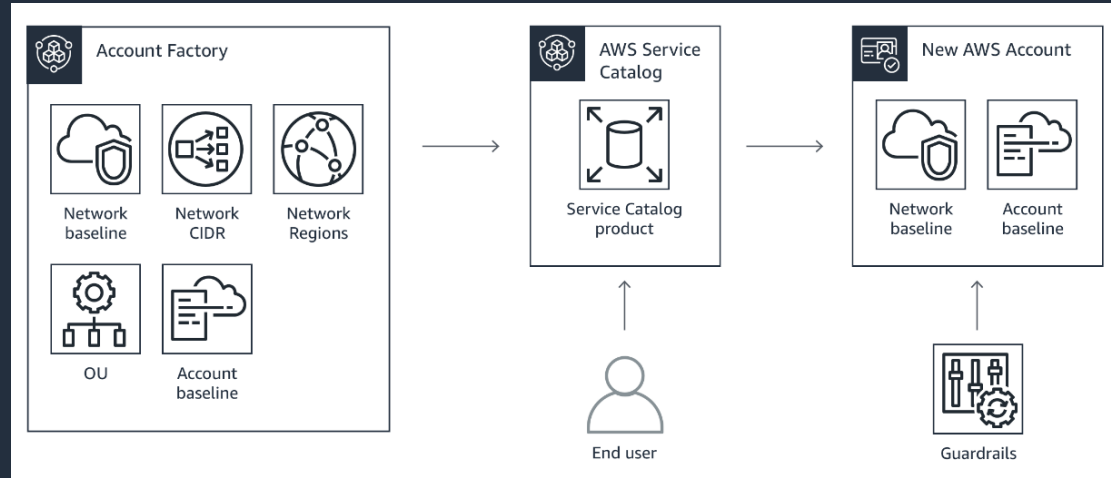 Account Factory
Network
baseline
Network
CIDR
Network
Regions
OU
Account
baseline
AWS Service
Catalog
Service Catalog
product
End user
New AWS Account
Network
baseline
Account
baseline
Guardrails